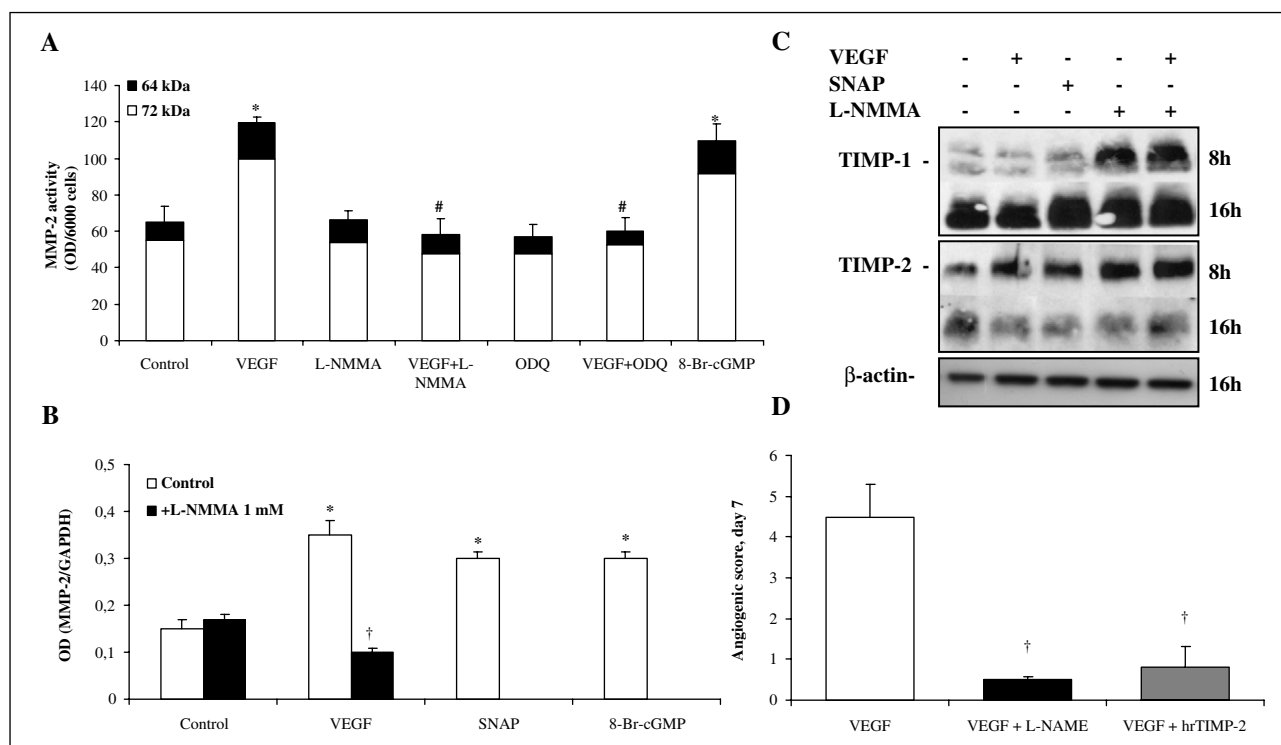 A
64 kDa
72 kDa
MMP-2 activity
(OD/6000 cells)
140
120
100
80
60
40
20
0
* # # *
Control VEGF L-NMMA VEGF+L-NMMA ODQ VEGF+ODQ 8-Br-cGMP
B
Control
+L-NMMA 1 mM
OD (MMP-2/GAPDH)
0,5
0,4
0,3
0,2
0,1
0
* † * *
Control VEGF SNAP 8-Br-cGMP
C
VEGF - + - - +
SNAP - - + - -
L-NMMA - - - + +
TIMP-1 - 8h
16h
TIMP-2 - 8h
16h
β-actin- 16h
D
Angiogenic score, day 7
6
5
4
3
2
1
0
† †
VEGF VEGF + L-NAME VEGF + hrTIMP-2